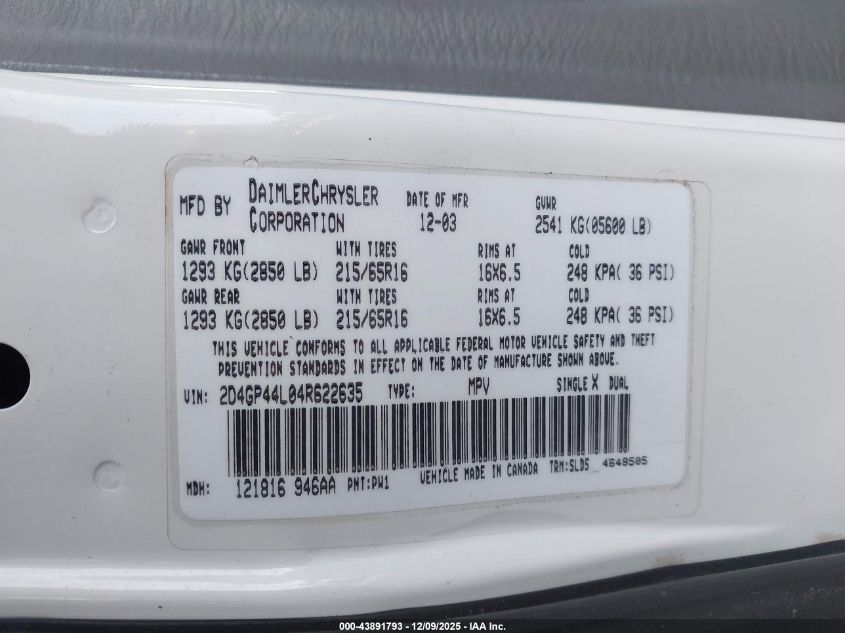 MFD BY DAIMLERCHRYSLER CORPORATION DATE OF MFR 12-03 GVWR 2541 KG(05600 LB)
GAWR FRONT WITH TIRES RIMS AT COLD
1293 KG(2850 LB) 215/65R16 16X6.5 248 KPA( 36 PSI)
GAWR REAR WITH TIRES RIMS AT COLD
1293 KG(2850 LB) 215/65R16 16X6.5 248 KPA( 36 PSI)
THIS VEHICLE CONFORMS TO ALL APPLICABLE FEDERAL MOTOR VEHICLE SAFETY AND THEFT
PREVENTION STANDARDS IN EFFECT ON THE DATE OF MANUFACTURE SHOWN ABOVE.
VIN: 2D4GP44L04R622635 TYPE: MPV SINGLE X DUAL
MDH: 121816 946AA PNT:PW1 VEHICLE MADE IN CANADA TRM:SLD5 4648505
000-43891793 - 12/09/2025 - IAA Inc.